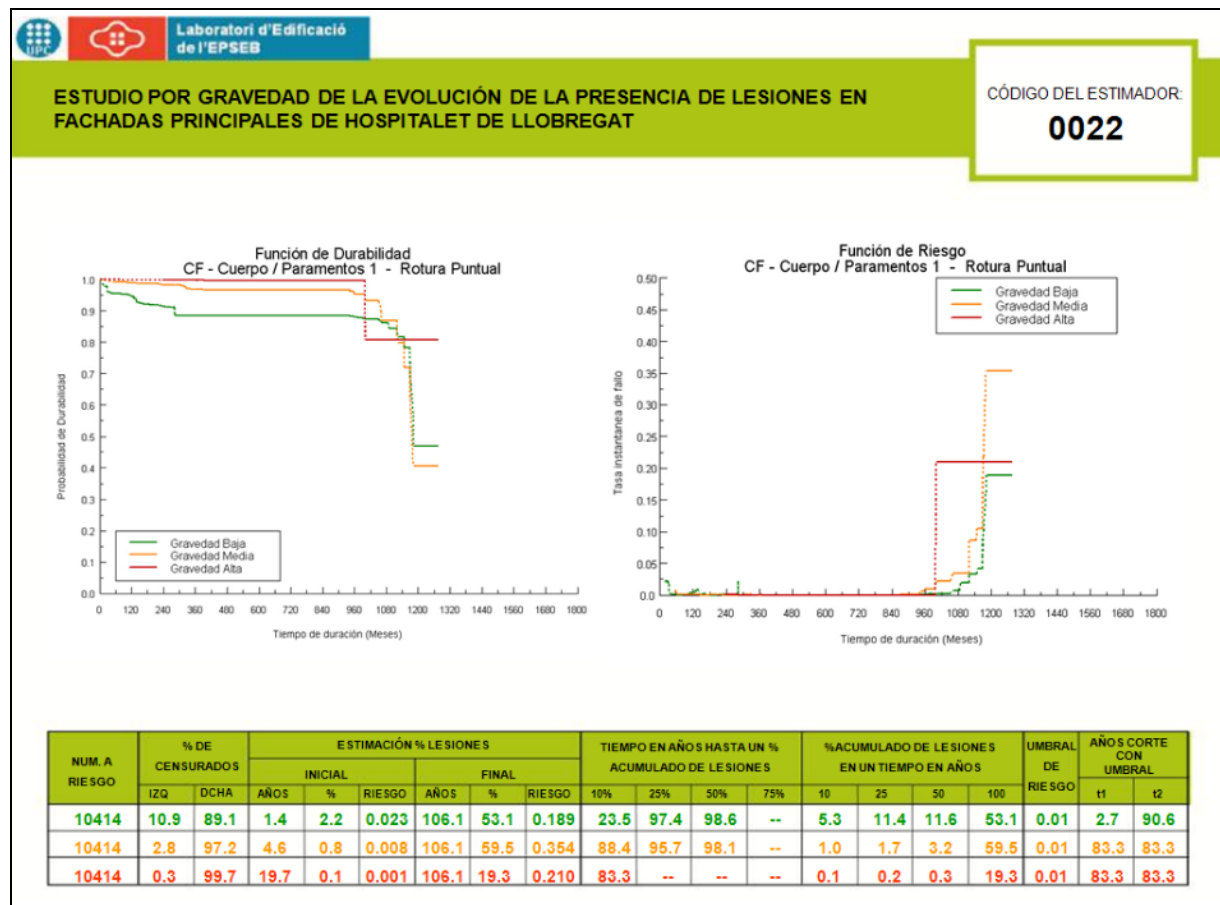 UPC
Laboratori d'Edificació
de l'EPSEB
ESTUDIO POR GRAVEDAD DE LA EVOLUCIÓN DE LA PRESENCIA DE LESIONES EN
FACHADAS PRINCIPALES DE HOSPITALET DE LLOBREGAT
CÓDIGO DEL ESTIMADOR:
0022
Función de Durabilidad
CF - Cuerpo / Paramentos 1 - Rotura Puntual
Probabilidad de Durabilidad
1.0
0.9
0.8
0.7
0.6
0.5
0.4
0.3
0.2
0.1
0.0
Gravedad Baja
Gravedad Media
Gravedad Alta
0 120 240 360 480 600 720 840 960 1080 1200 1320 1440 1560 1680 1800
Tiempo de duración (Meses)
Función de Riesgo
CF - Cuerpo / Paramentos 1 - Rotura Puntual
Tasa instantanea de fallo
0.50
0.45
0.40
0.35
0.30
0.25
0.20
0.15
0.10
0.05
0.0
Gravedad Baja
Gravedad Media
Gravedad Alta
0 120 240 360 480 600 720 840 960 1080 1200 1320 1440 1560 1680 1800
Tiempo de duración (Meses)
NUM. A RIESGO % DE CENSURADOS ESTIMACIÓN % LESIONES TIEMPO EN AÑOS HASTA UN % ACUMULADO DE LESIONES %ACUMULADO DE LESIONES EN UN TIEMPO EN AÑOS UMBRAL DE RIESGO AÑOS CORTE CON UMBRAL
INICIAL FINAL
IZQ DCHA AÑOS % RIESGO AÑOS % RIESGO 10% 25% 50% 75% 10 25 50 100 t1 t2
10414 10.9 89.1 1.4 2.2 0.023 106.1 53.1 0.189 23.5 97.4 98.6 -- 5.3 11.4 11.6 53.1 0.01 2.7 90.6
10414 2.8 97.2 4.6 0.8 0.008 106.1 59.5 0.354 88.4 95.7 98.1 -- 1.0 1.7 3.2 59.5 0.01 83.3 83.3
10414 0.3 99.7 19.7 0.1 0.001 106.1 19.3 0.210 83.3 -- -- -- 0.1 0.2 0.3 19.3 0.01 83.3 83.3